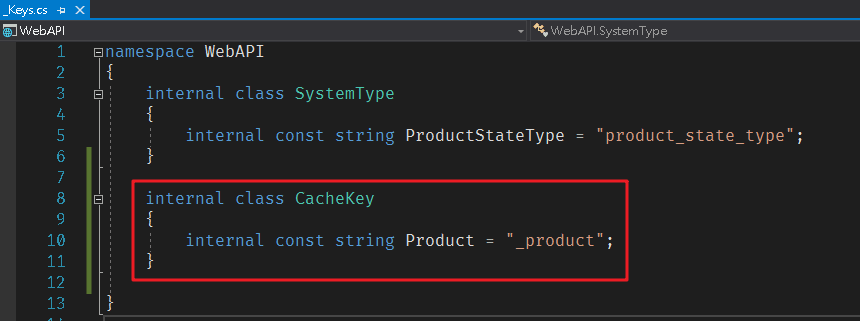 _Keys.cs
WebAPI WebAPI.SystemType
1 namespace WebAPI
2 {
3 internal class SystemType
4 {
5 internal const string ProductStateType = "product_state_type";
6 }
7
8 internal class CacheKey
9 {
10 internal const string Product = "_product";
11 }
12
13 }